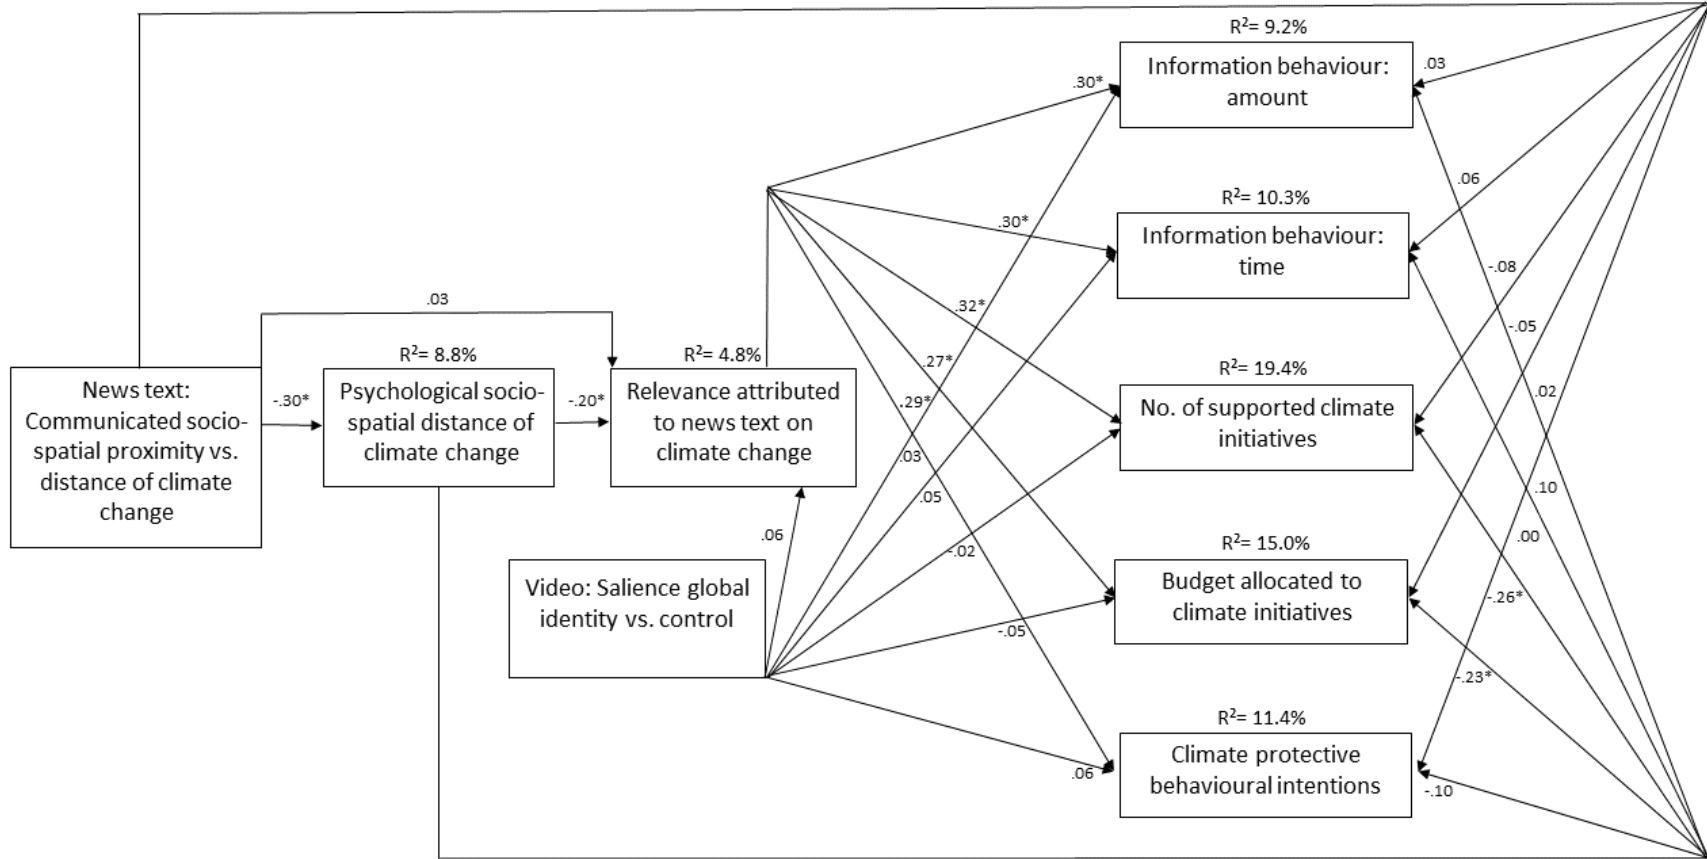 R²= 9.2%
Information behaviour:
amount
.30*
.03
R²= 10.3%
Information behaviour:
time
.30*
.06
.03
R²= 8.8%
R²= 4.8%
News text:
Communicated socio-
spatial proximity vs.
distance of climate
change
-.30*
Psychological socio-
spatial distance of
climate change
-.20*
Relevance attributed
to news text on
climate change
.32*
-.08
.27*
-.05
R²= 19.4%
No. of supported climate
initiatives
.29*
.02
.03
.05
.10
.06
-.02
.00
Video: Salience global
identity vs. control
R²= 15.0%
Budget allocated to
climate initiatives
-.26*
-.05
-.23*
R²= 11.4%
Climate protective
behavioural intentions
.06
-.10